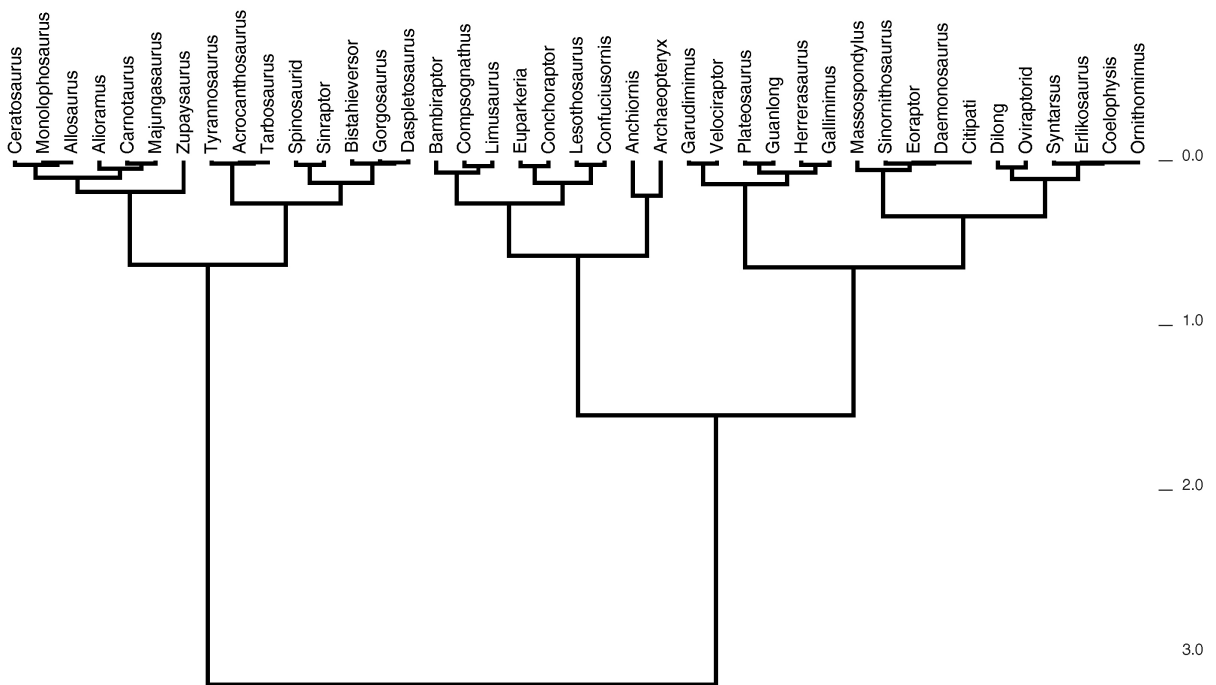 Ceratosaurus
Monolophosaurus
Allosaurus
Alioramus
Carnotaurus
Majungasaurus
Zupaysaurus
Tyrannosaurus
Acrocanthosaurus
Tarbosaurus
Spinosaurid
Sinraptor
Bistahieversor
Gorgosaurus
Daspletosaurus
Bambiraptor
Compsognathus
Limusaurus
Euparkeria
Conchoraptor
Lesothosaurus
Confuciusornis
Anchiornis
Archaeopteryx
Garudimimus
Velociraptor
Plateosaurus
Guanlong
Herrerasaurus
Gallimimus
Massospondylus
Sinornithosaurus
Eoraptor
Daemonosaurus
Citipati
Dilong
Oviraptorid
Syntarsus
Erlikosaurus
Coelophysis
Ornithomimus
0.0
1.0
2.0
3.0